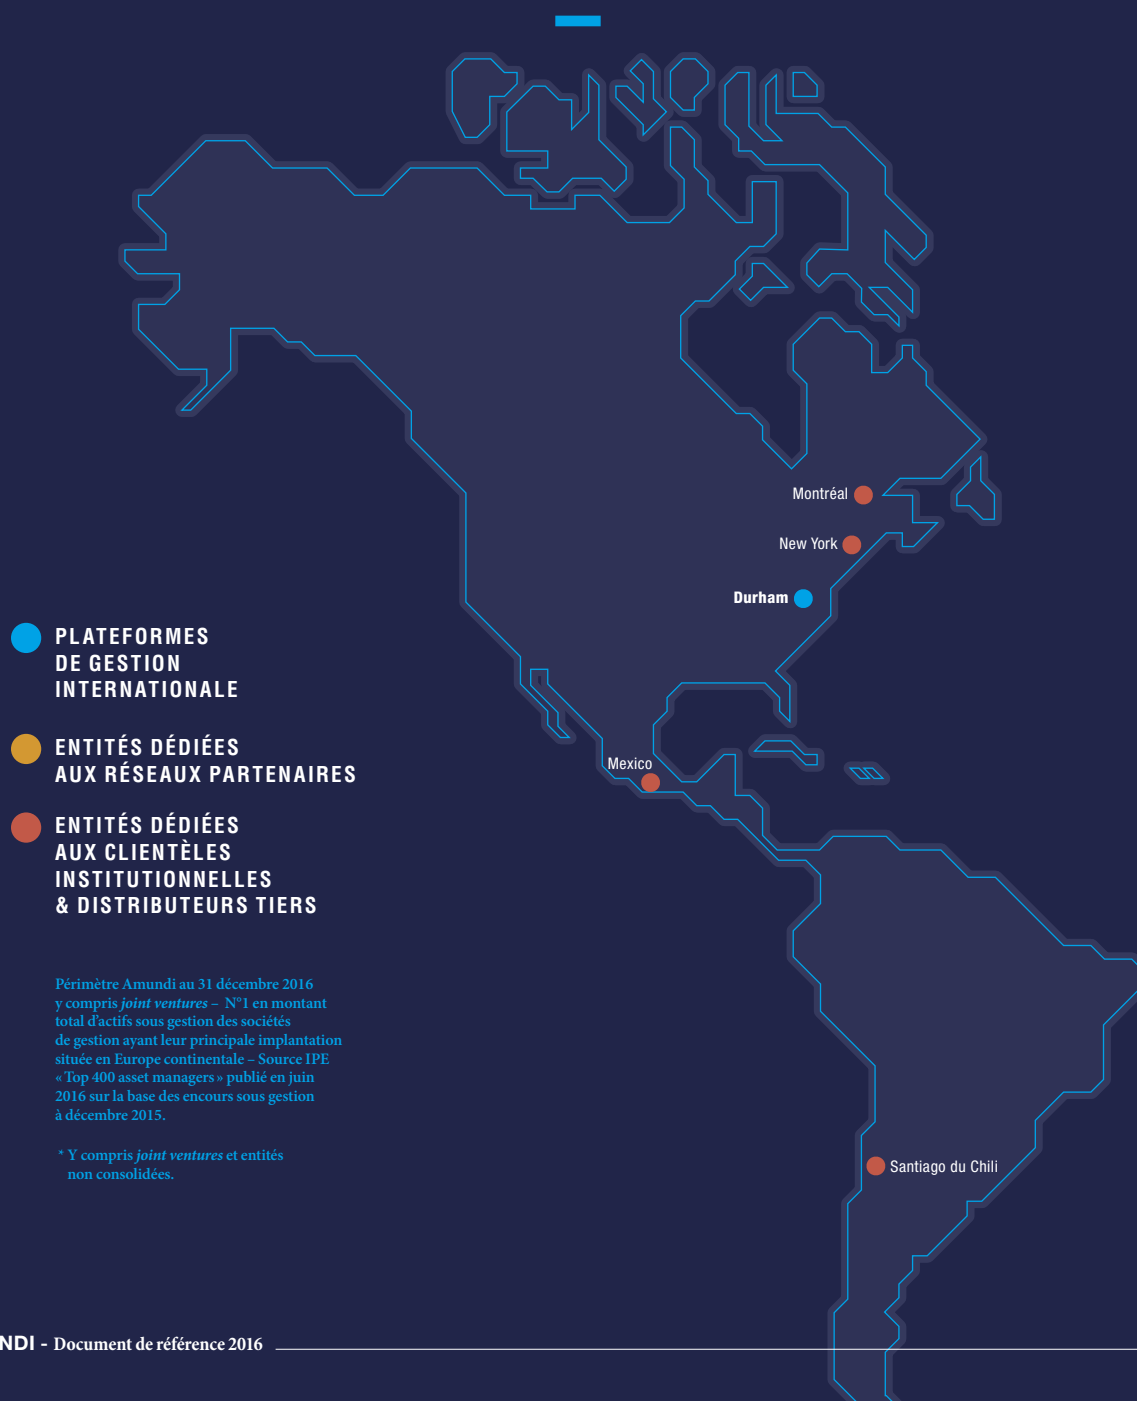 Montréal
New York
Durham
PLATEFORMES
DE GESTION
INTERNATIONALE
ENTITÉS DÉDIÉES
AUX RÉSEAUX PARTENAIRES
Mexico
ENTITÉS DÉDIÉES
AUX CLIENTÈLES
INSTITUTIONNELLES
& DISTRIBUTEURS TIERS
Périmètre Amundi au 31 décembre 2016
y compris joint ventures – N°1 en montant
total d'actifs sous gestion des sociétés
de gestion ayant leur principale implantation
située en Europe continentale – Source IPE
« Top 400 asset managers » publié en juin
2016 sur la base des encours sous gestion
à décembre 2015.
* Y compris joint ventures et entités
non consolidées.
Santiago du Chili
NDI - Document de référence 2016